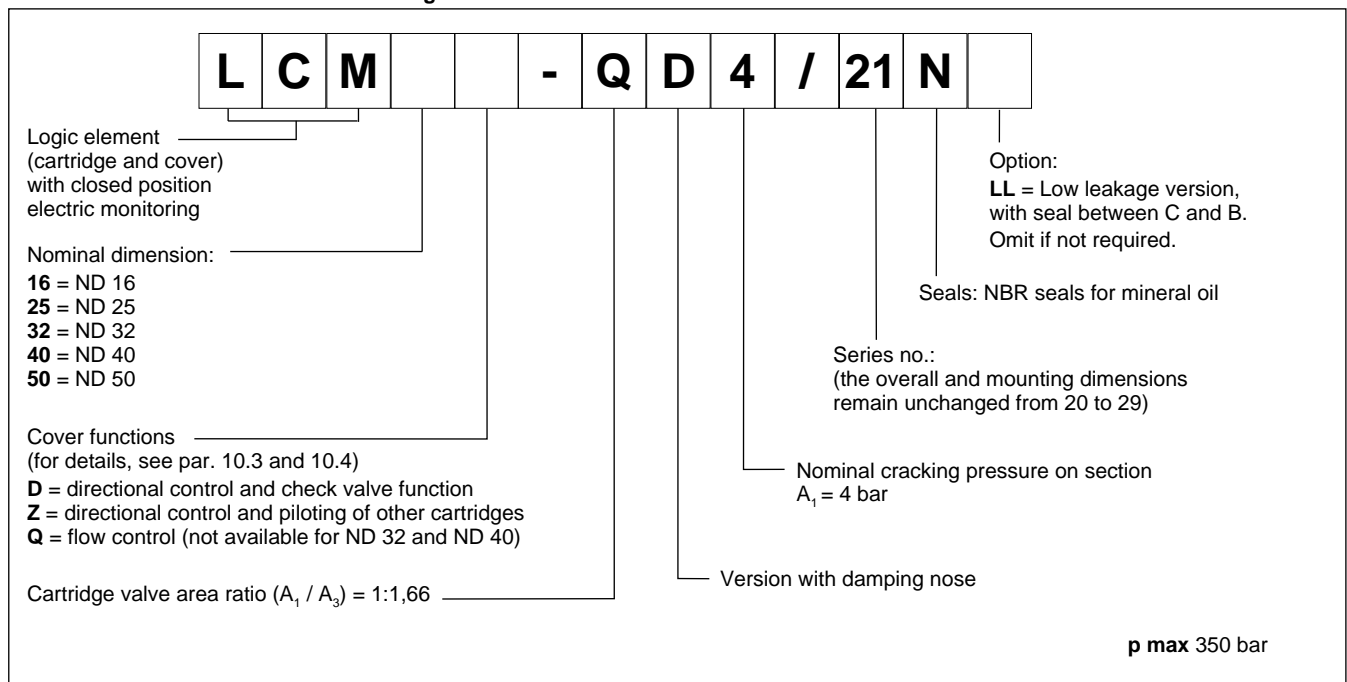 g
L C M - Q D 4 / 21 N
Logic element
(cartridge and cover)
with closed position
electric monitoring
Nominal dimension:
16 = ND 16
25 = ND 25
32 = ND 32
40 = ND 40
50 = ND 50
Cover functions
(for details, see par. 10.3 and 10.4)
D = directional control and check valve function
Z = directional control and piloting of other cartridges
Q = flow control (not available for ND 32 and ND 40)
Cartridge valve area ratio (A1 / A3) = 1:1,66
Option:
LL = Low leakage version,
with seal between C and B.
Omit if not required.
Seals: NBR seals for mineral oil
Series no.:
(the overall and mounting dimensions
remain unchanged from 20 to 29)
Nominal cracking pressure on section
A1 = 4 bar
Version with damping nose
p max 350 bar